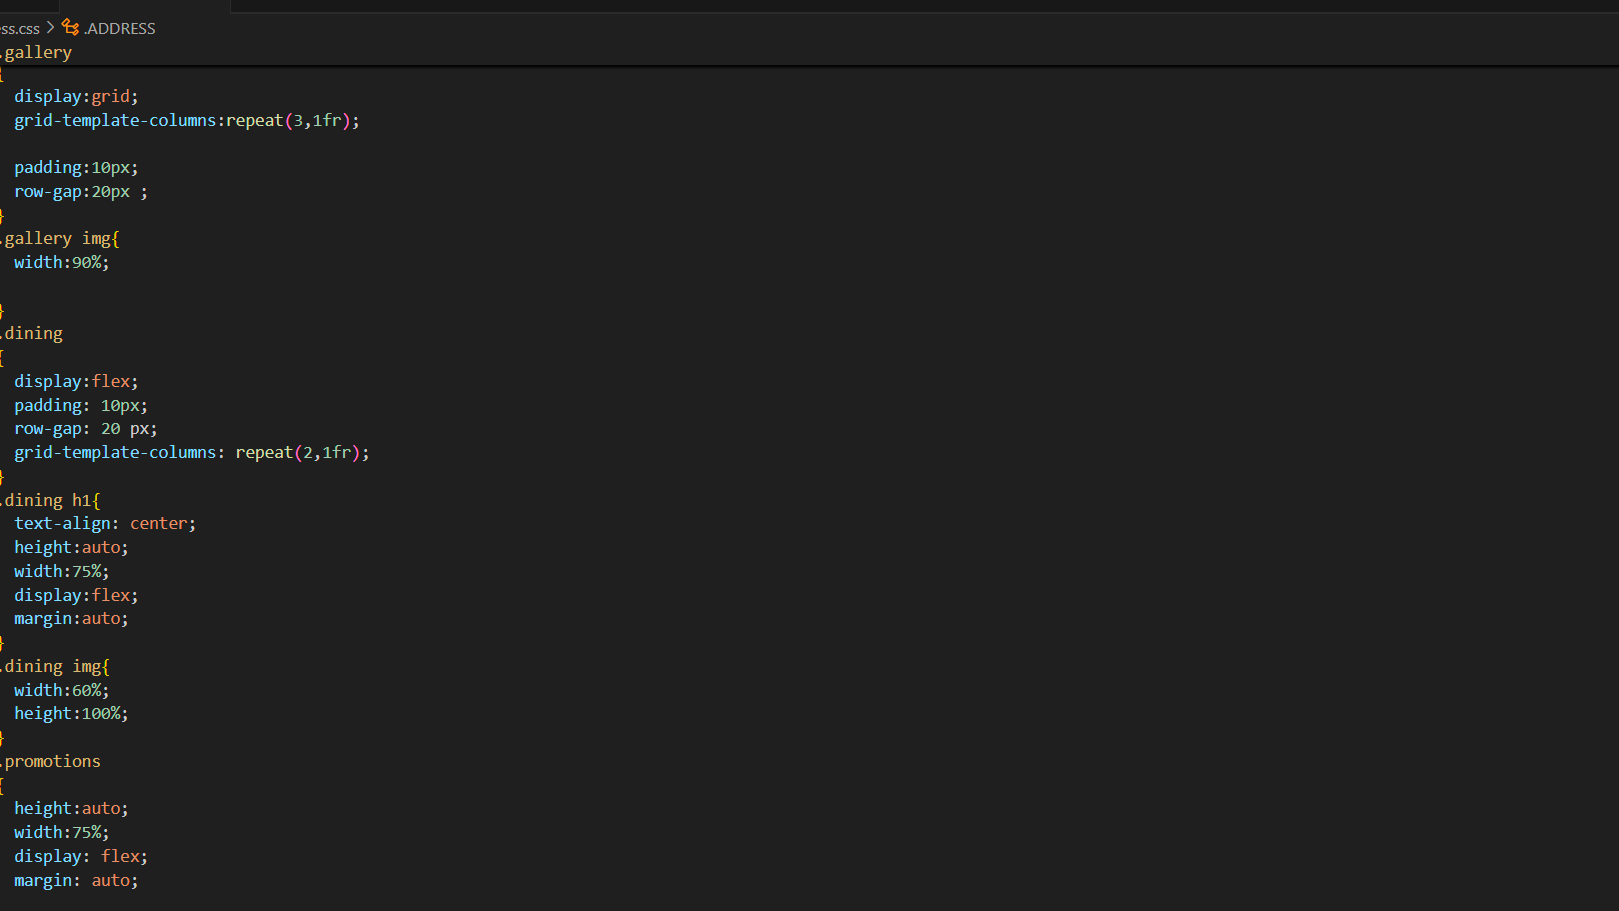 ss.css > .ADDRESS
.gallery
{
display:grid;
grid-template-columns:repeat(3,1fr);
padding:10px;
row-gap:20px ;
}
.gallery img{
width:90%;
}
.dining
{
display:flex;
padding: 10px;
row-gap: 20 px;
grid-template-columns: repeat(2,1fr);
}
.dining h1{
text-align: center;
height:auto;
width:75%;
display:flex;
margin:auto;
}
.dining img{
width:60%;
height:100%;
}
.promotions
{
height:auto;
width:75%;
display: flex;
margin: auto;